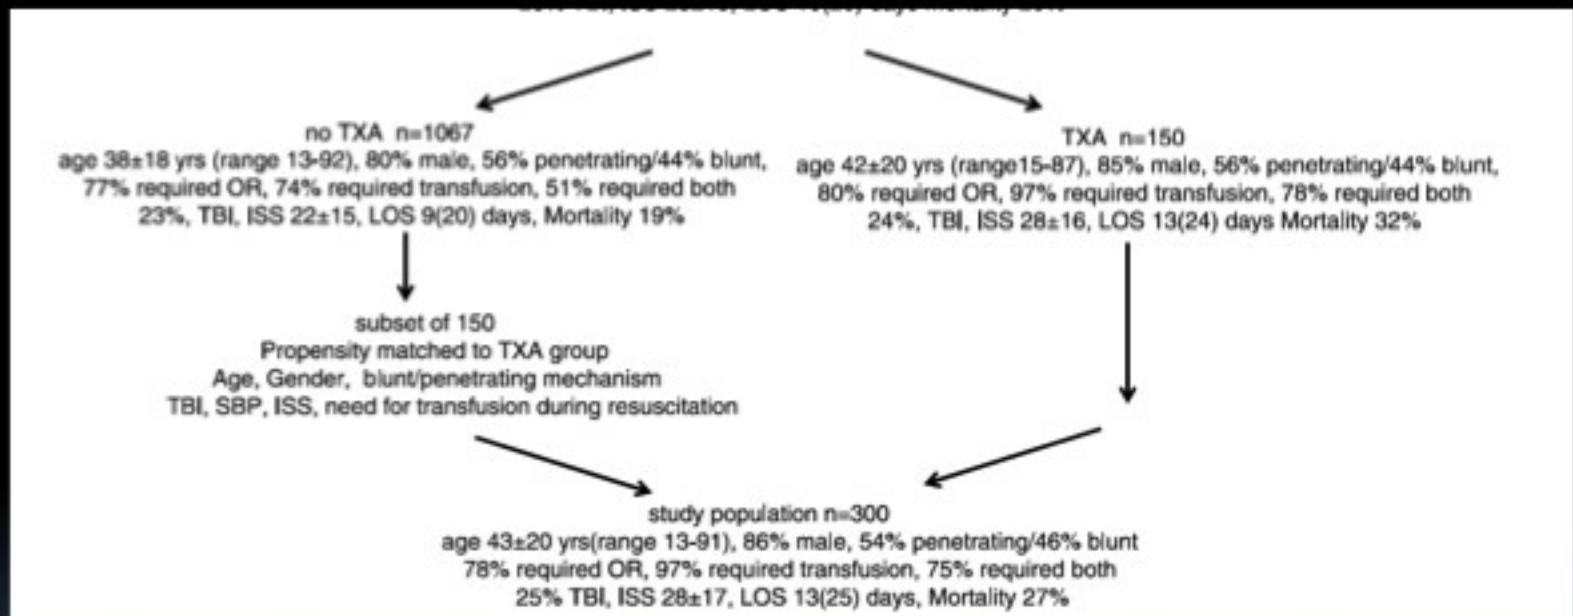 no TXA n=1067
age 38±18 yrs (range 13-92), 80% male, 56% penetrating/44% blunt,
77% required OR, 74% required transfusion, 51% required both
23%, TBI, ISS 22±15, LOS 9(20) days, Mortality 19%
TXA n=150
age 42±20 yrs (range15-87), 85% male, 56% penetrating/44% blunt,
80% required OR, 97% required transfusion, 78% required both
24%, TBI, ISS 28±16, LOS 13(24) days Mortality 32%
subset of 150
Propensity matched to TXA group
Age, Gender, blunt/penetrating mechanism
TBI, SBP, ISS, need for transfusion during resuscitation
study population n=300
age 43±20 yrs(range 13-91), 86% male, 54% penetrating/46% blunt
78% required OR, 97% required transfusion, 75% required both
25% TBI, ISS 28±17, LOS 13(25) days, Mortality 27%